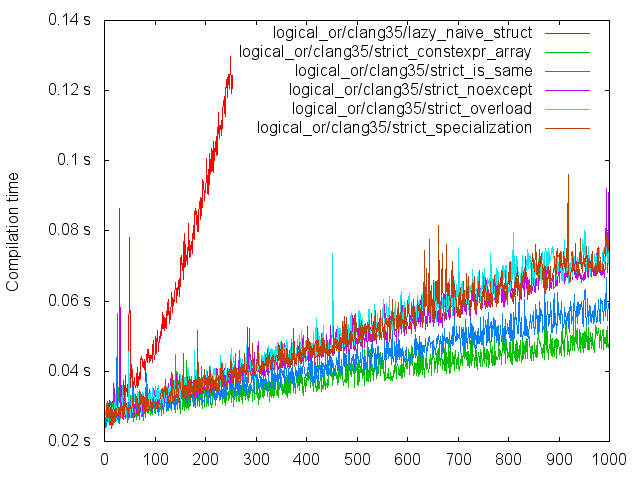 0.14 s
0.12 s
0.1 s
0.08 s
0.06 s
0.04 s
0.02 s
Compilation time
logical_or/clang35/lazy_naive_struct
logical_or/clang35/strict_constexpr_array
logical_or/clang35/strict_is_same
logical_or/clang35/strict_noexcept
logical_or/clang35/strict_overload
logical_or/clang35/strict_specialization
0 100 200 300 400 500 600 700 800 900 1000